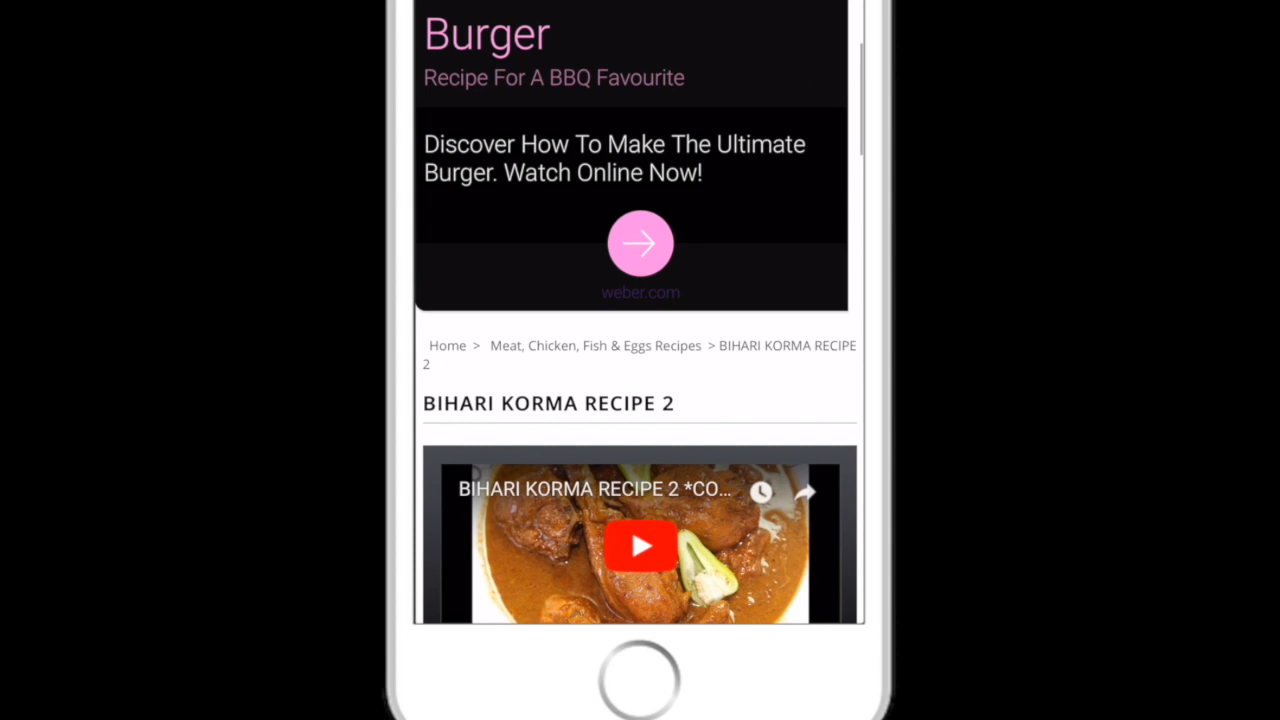 Burger
Recipe For A BBQ Favourite
Discover How To Make The Ultimate
Burger. Watch Online Now!
weber.com
Home > Meat, Chicken, Fish & Eggs Recipes > BIHARI KORMA RECIPE
2
BIHARI KORMA RECIPE 2
BIHARI KORMA RECIPE 2 *CO...